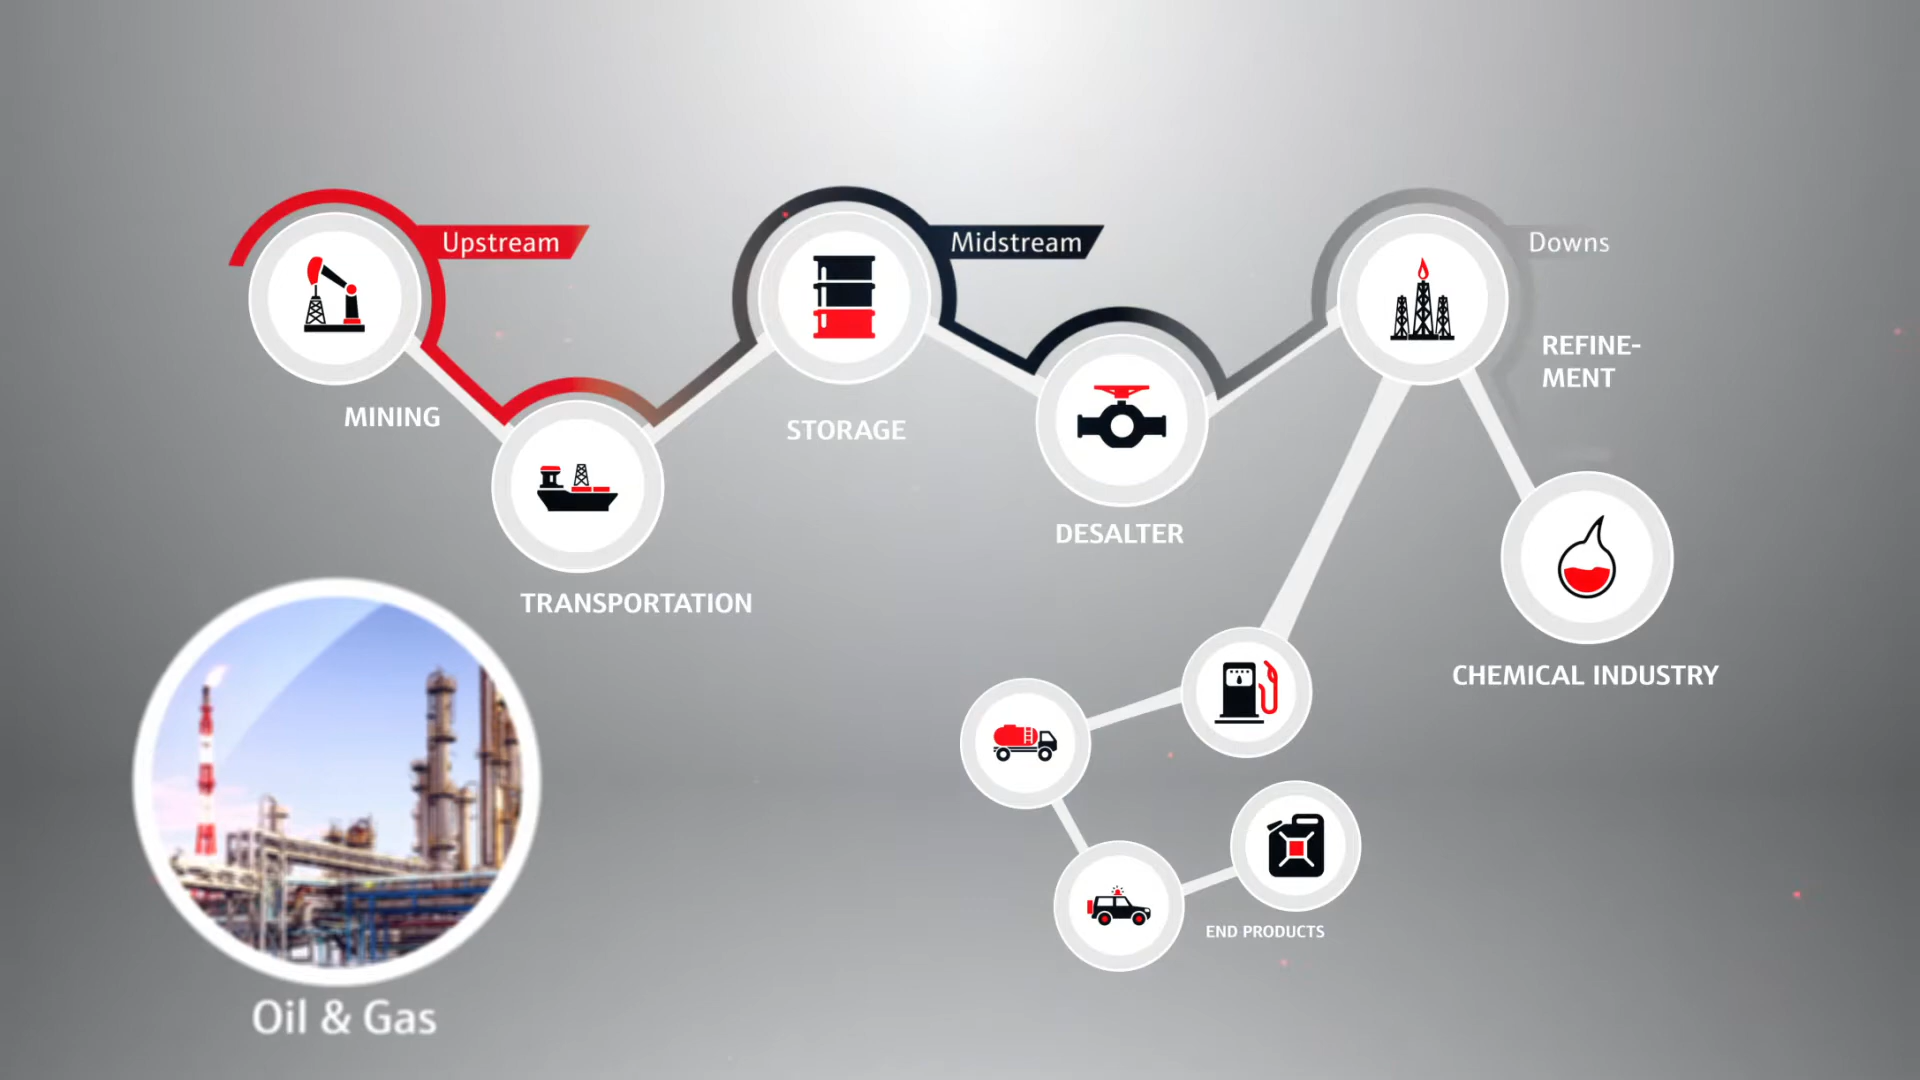 Upstream
Midstream
Downs
REFINE-
MENT
MINING
STORAGE
DESALTER
TRANSPORTATION
CHEMICAL INDUSTRY
END PRODUCTS
Oil & Gas